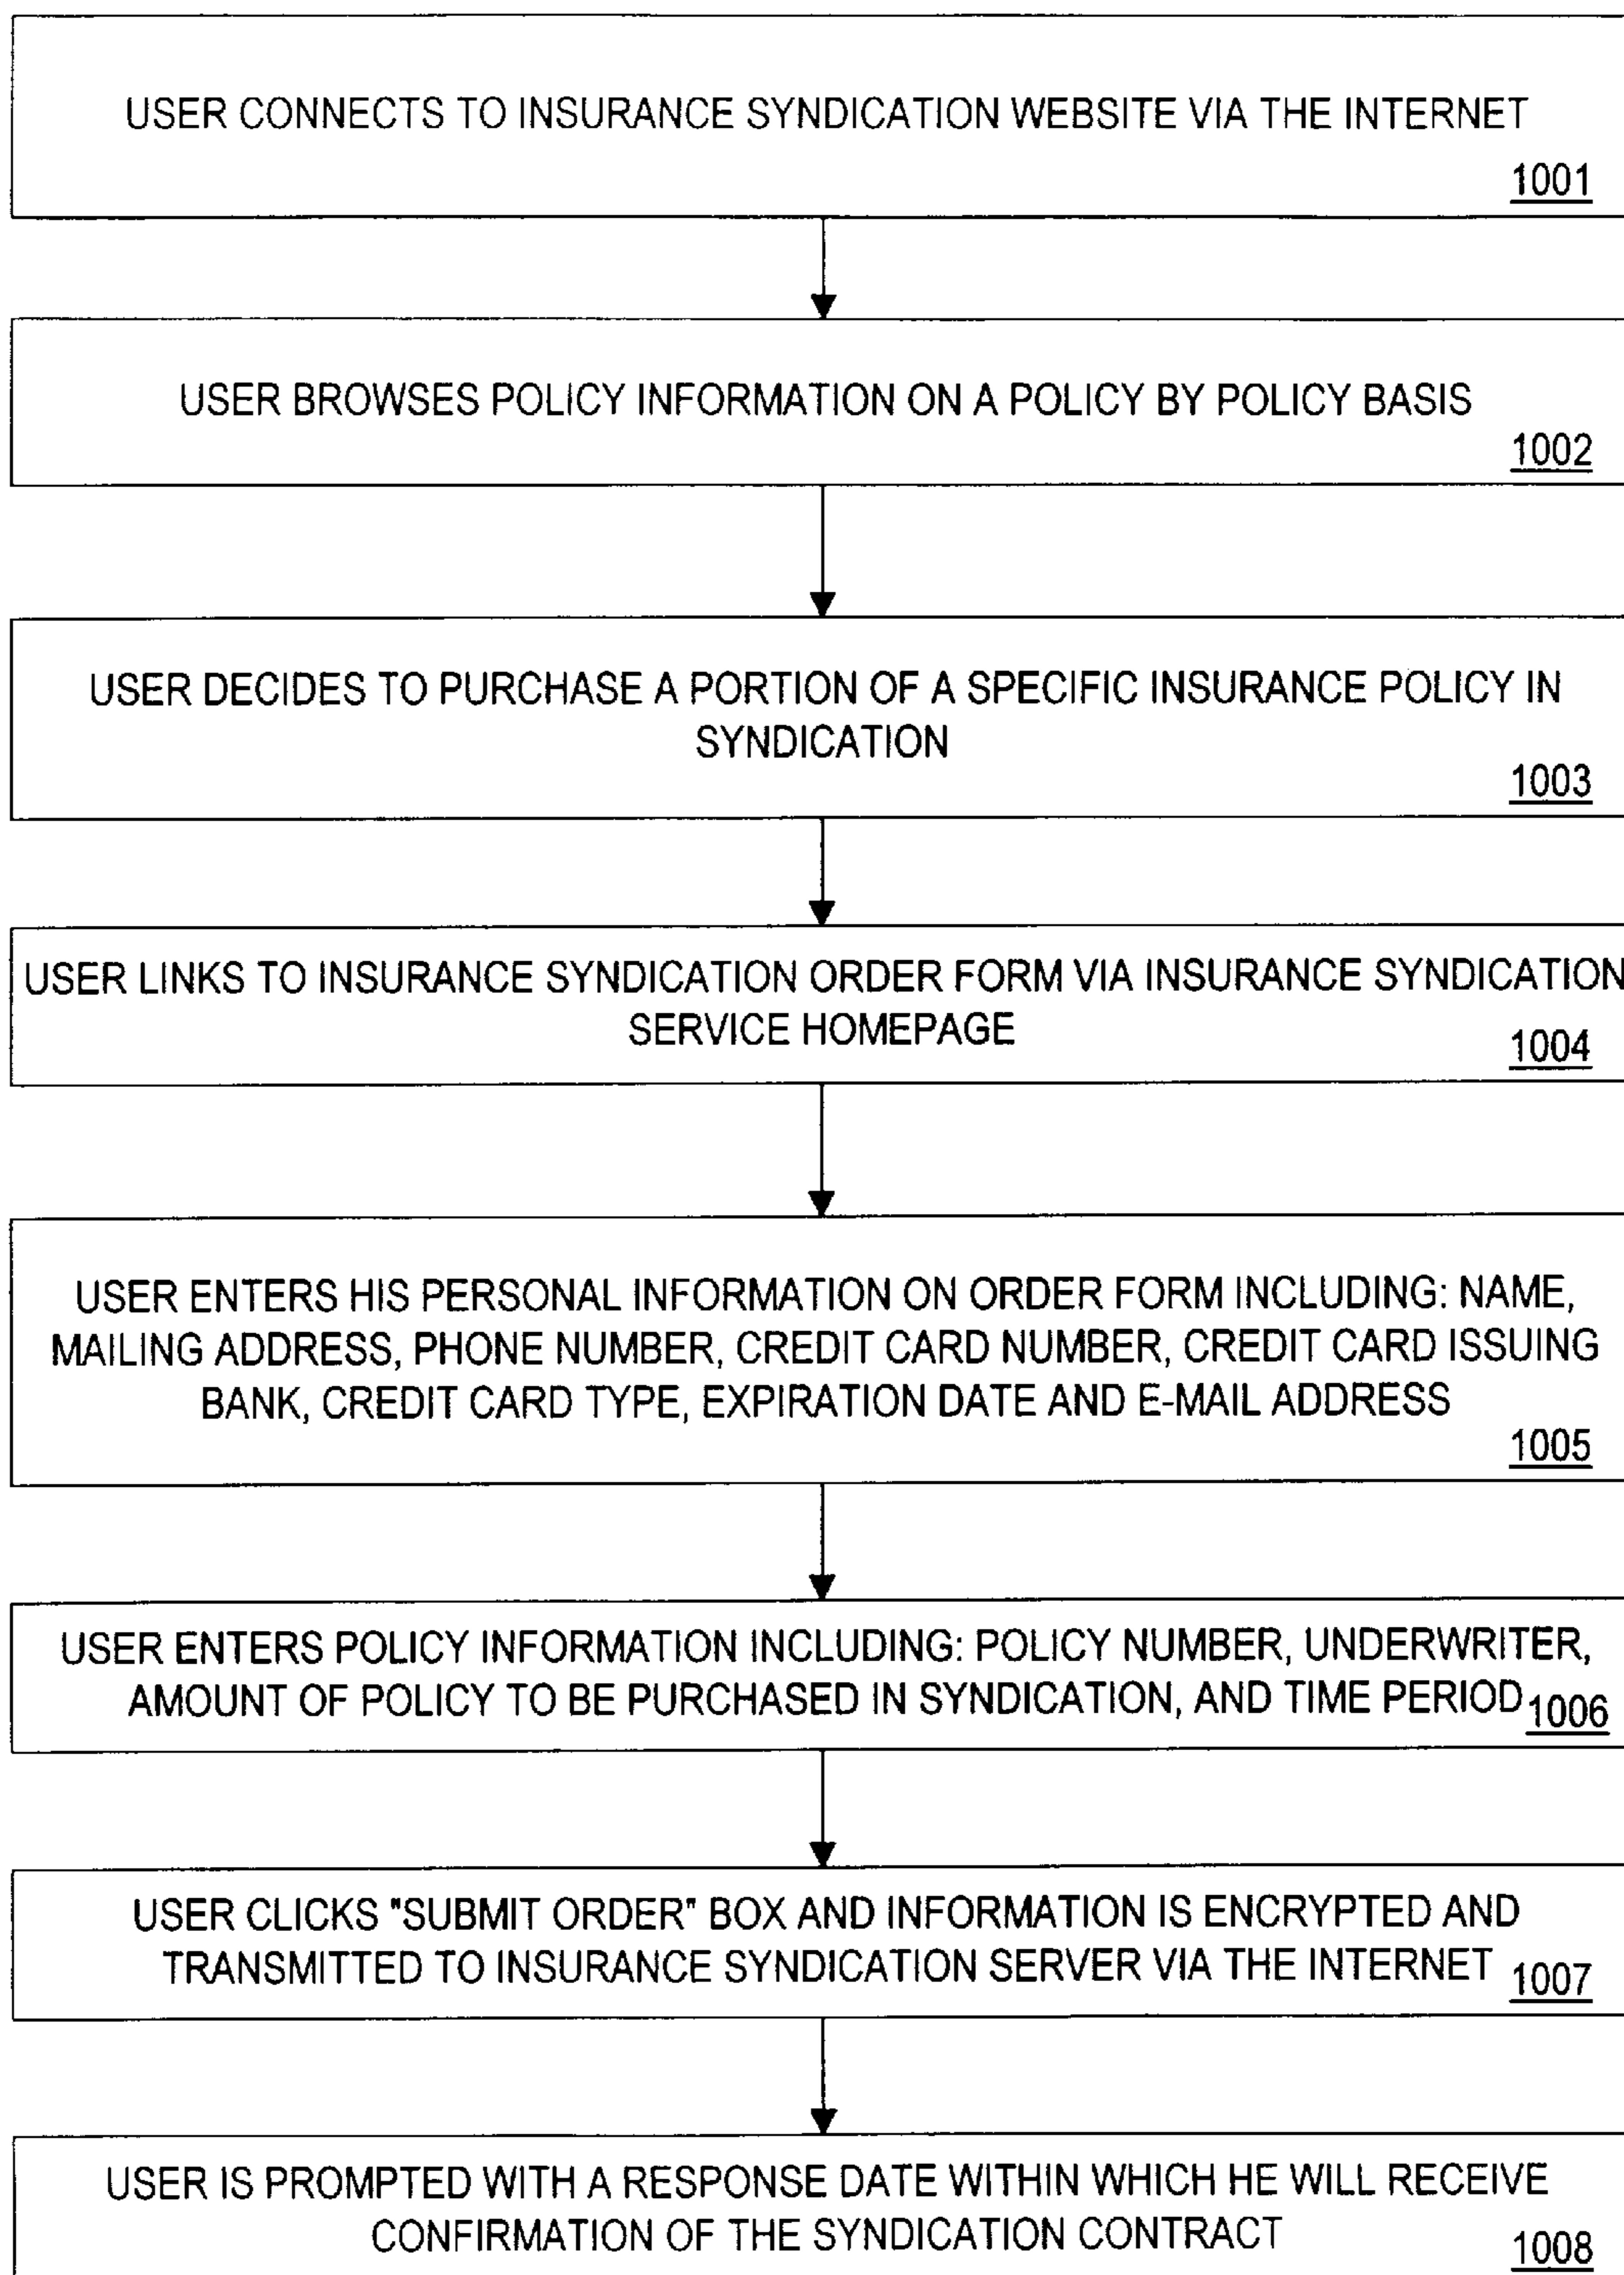 USER CONNECTS TO INSURANCE SYNDICATION WEBSITE VIA THE INTERNET
1001
USER BROWSES POLICY INFORMATION ON A POLICY BY POLICY BASIS
1002
USER DECIDES TO PURCHASE A PORTION OF A SPECIFIC INSURANCE POLICY IN
SYNDICATION
1003
USER LINKS TO INSURANCE SYNDICATION ORDER FORM VIA INSURANCE SYNDICATION
SERVICE HOMEPAGE
1004
USER ENTERS HIS PERSONAL INFORMATION ON ORDER FORM INCLUDING: NAME,
MAILING ADDRESS, PHONE NUMBER, CREDIT CARD NUMBER, CREDIT CARD ISSUING
BANK, CREDIT CARD TYPE, EXPIRATION DATE AND E-MAIL ADDRESS
1005
USER ENTERS POLICY INFORMATION INCLUDING: POLICY NUMBER, UNDERWRITER,
AMOUNT OF POLICY TO BE PURCHASED IN SYNDICATION, AND TIME PERIOD 1006
USER CLICKS "SUBMIT ORDER" BOX AND INFORMATION IS ENCRYPTED AND
TRANSMITTED TO INSURANCE SYNDICATION SERVER VIA THE INTERNET 1007
USER IS PROMPTED WITH A RESPONSE DATE WITHIN WHICH HE WILL RECEIVE
CONFIRMATION OF THE SYNDICATION CONTRACT
1008